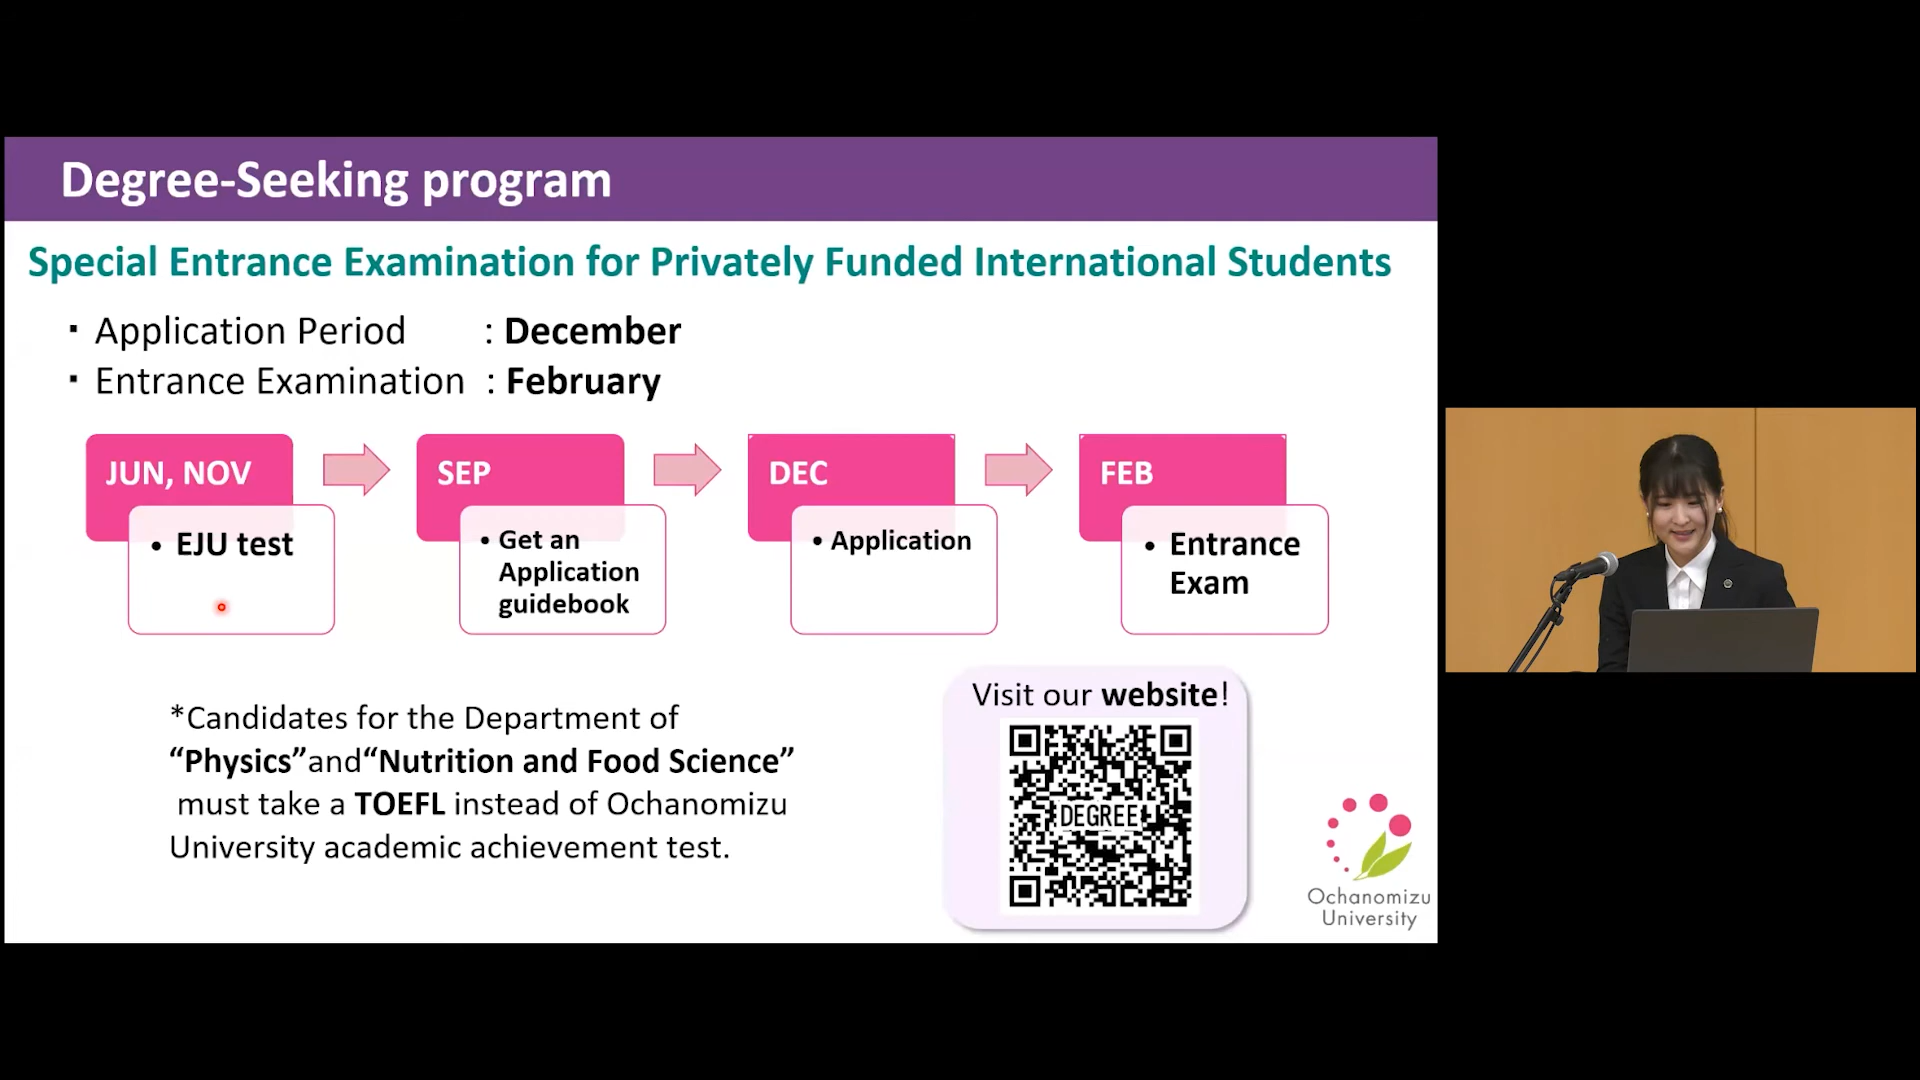 Degree-Seeking program
Special Entrance Examination for Privately Funded International Students
・Application Period : December
・Entrance Examination : February
JUN, NOV
• EJU test
SEP
• Get an
Application
guidebook
DEC
• Application
FEB
• Entrance
Exam
*Candidates for the Department of
“Physics”and“Nutrition and Food Science”
must take a TOEFL instead of Ochanomizu
University academic achievement test.
Visit our website!
DEGREE
Ochanomizu
University